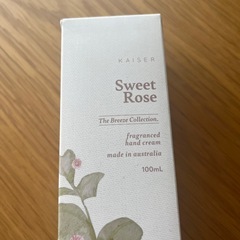 KAISER
Sweet
Rose
The Breeze Collection.
fragranced
hand cream
made in australia
100mL